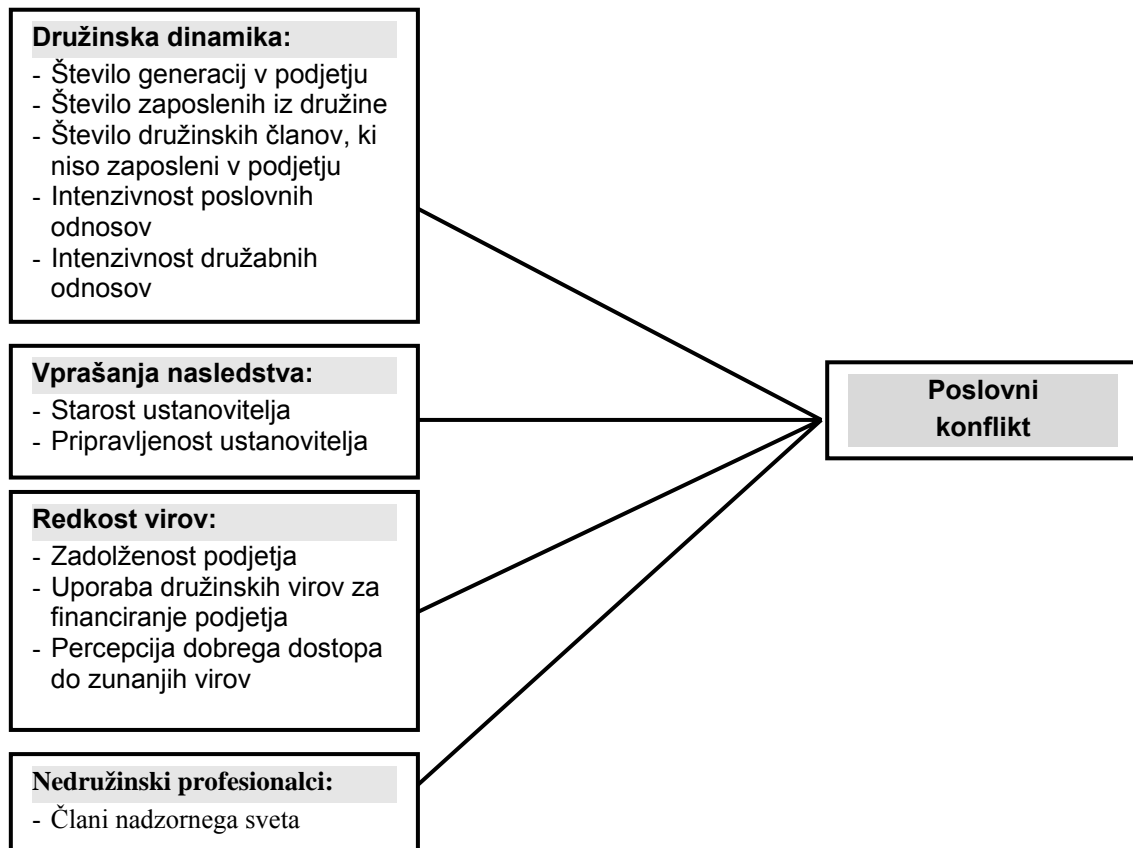 Družinska dinamika:
- Število generacij v podjetju
- Število zaposlenih iz družine
- Število družinskih članov, ki
niso zaposleni v podjetju
- Intenzivnost poslovnih
odnosov
- Intenzivnost družabnih
odnosov
Vprašanja nasledstva:
- Starost ustanovitelja
- Pripravljenost ustanovitelja
Redkost virov:
- Zadolženost podjetja
- Uporaba družinskih virov za
financiranje podjetja
- Percepcija dobrega dostopa
do zunanjih virov
Nedružinski profesionalci:
- Člani nadzornega sveta
Poslovni
konflikt